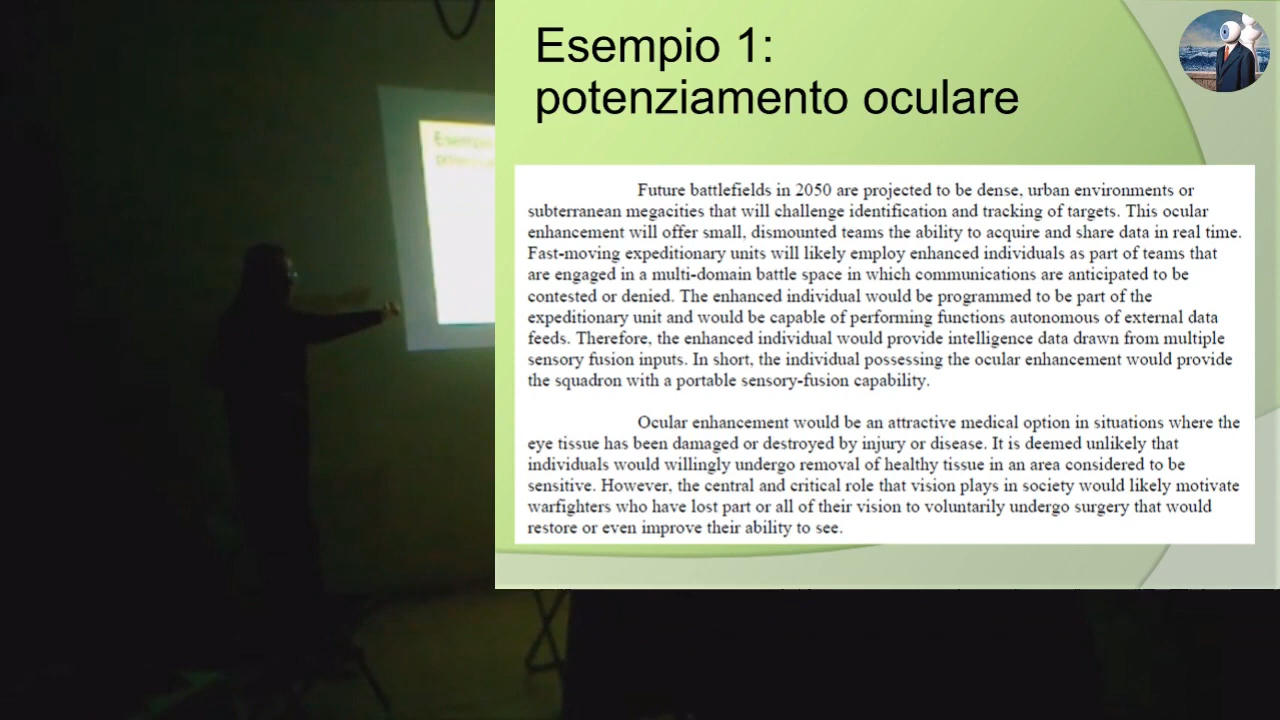 Esempio 1:
potenziamento oculare
Future battlefields in 2050 are projected to be dense, urban environments or
subterranean megacities that will challenge identification and tracking of targets. This ocular
enhancement will offer small, dismounted teams the ability to acquire and share data in real time.
Fast-moving expeditionary units will likely employ enhanced individuals as part of teams that
are engaged in a multi-domain battle space in which communications are anticipated to be
contested or denied. The enhanced individual would be programmed to be part of the
expeditionary unit and would be capable of performing functions autonomous of external data
feeds. Therefore, the enhanced individual would provide intelligence data drawn from multiple
sensory fusion inputs. In short, the individual possessing the ocular enhancement would provide
the squadron with a portable sensory-fusion capability.
Ocular enhancement would be an attractive medical option in situations where the
eye tissue has been damaged or destroyed by injury or disease. It is deemed unlikely that
individuals would willingly undergo removal of healthy tissue in an area considered to be
sensitive. However, the central and critical role that vision plays in society would likely motivate
warfighters who have lost part or all of their vision to voluntarily undergo surgery that would
restore or even improve their ability to see.